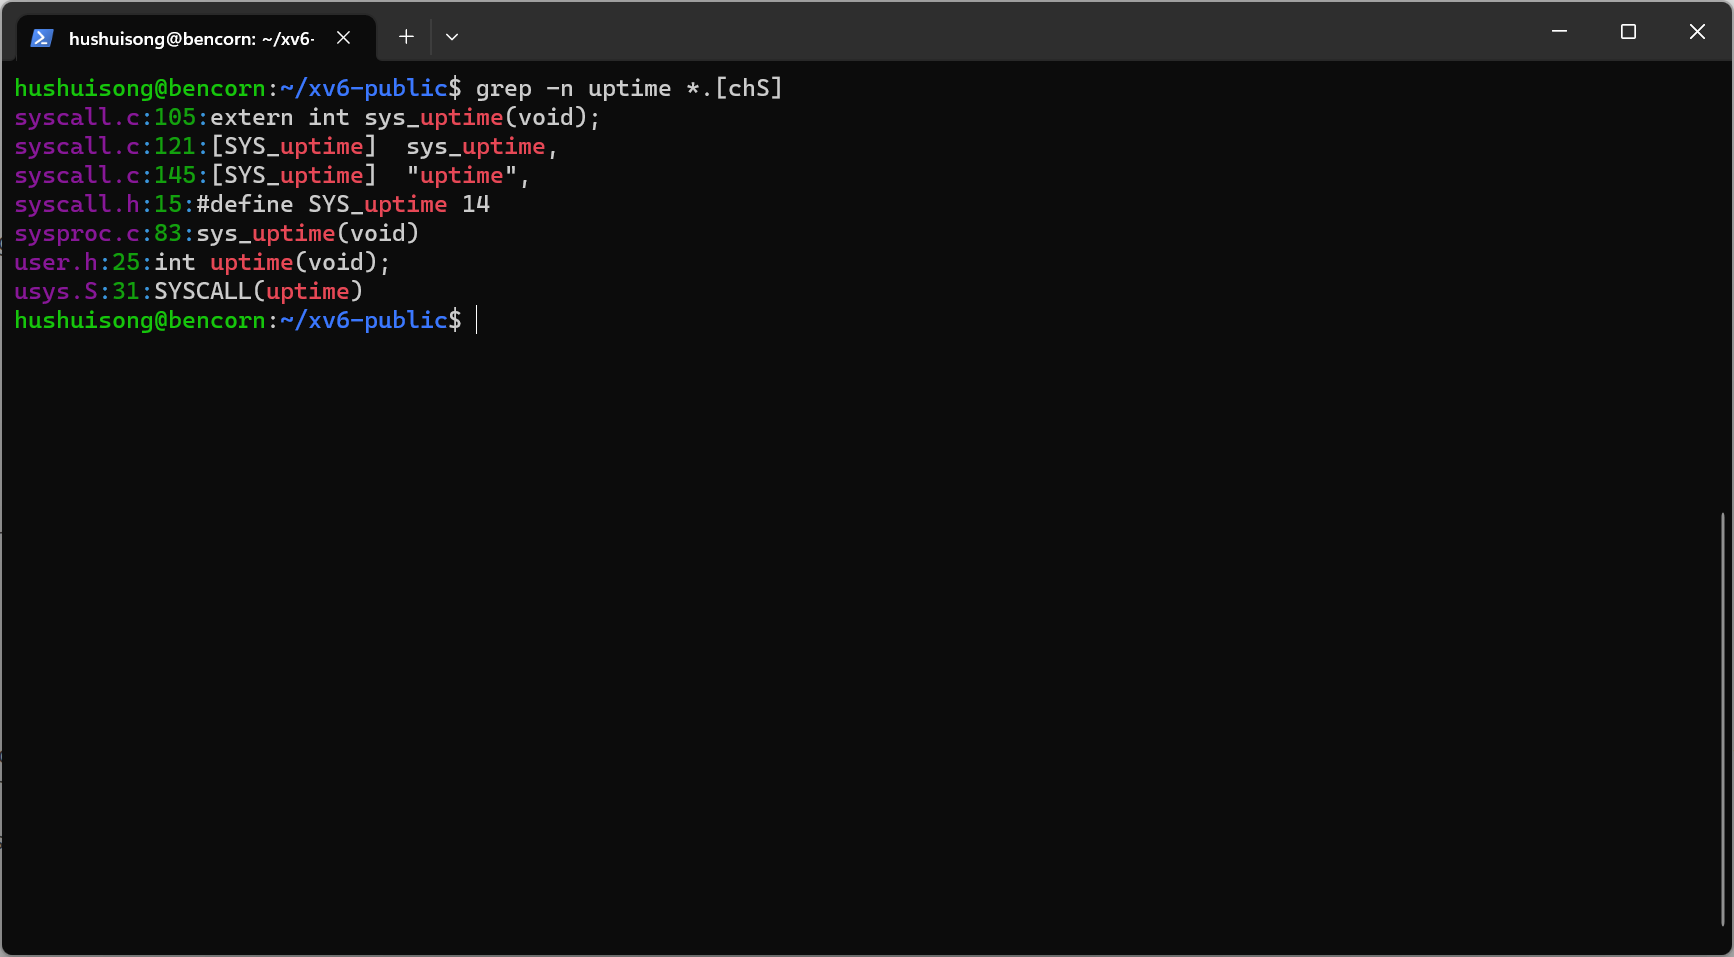 hushuisong@bencorn: ~/xv6-
hushuisong@bencorn:~/xv6-public$ grep -n uptime *.[chS]
syscall.c:105:extern int sys_uptime(void);
syscall.c:121:[SYS_uptime]  sys_uptime,
syscall.c:145:[SYS_uptime]  "uptime",
syscall.h:15:#define SYS_uptime 14
sysproc.c:83:sys_uptime(void)
user.h:25:int uptime(void);
usys.S:31:SYSCALL(uptime)
hushuisong@bencorn:~/xv6-public$